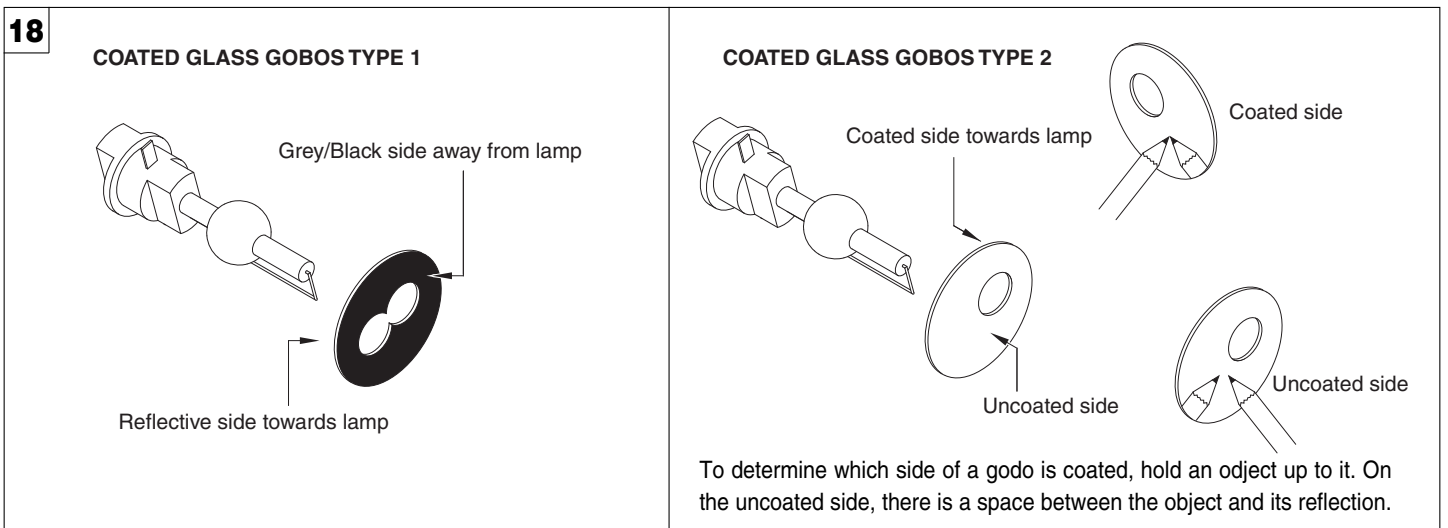 18
COATED GLASS GOBOS TYPE 1
Grey/Black side away from lamp
Reflective side towards lamp
COATED GLASS GOBOS TYPE 2
Coated side towards lamp
Coated side
Uncoated side
Uncoated side
To determine which side of a godo is coated, hold an odject up to it. On
the uncoated side, there is a space between the object and its reflection.